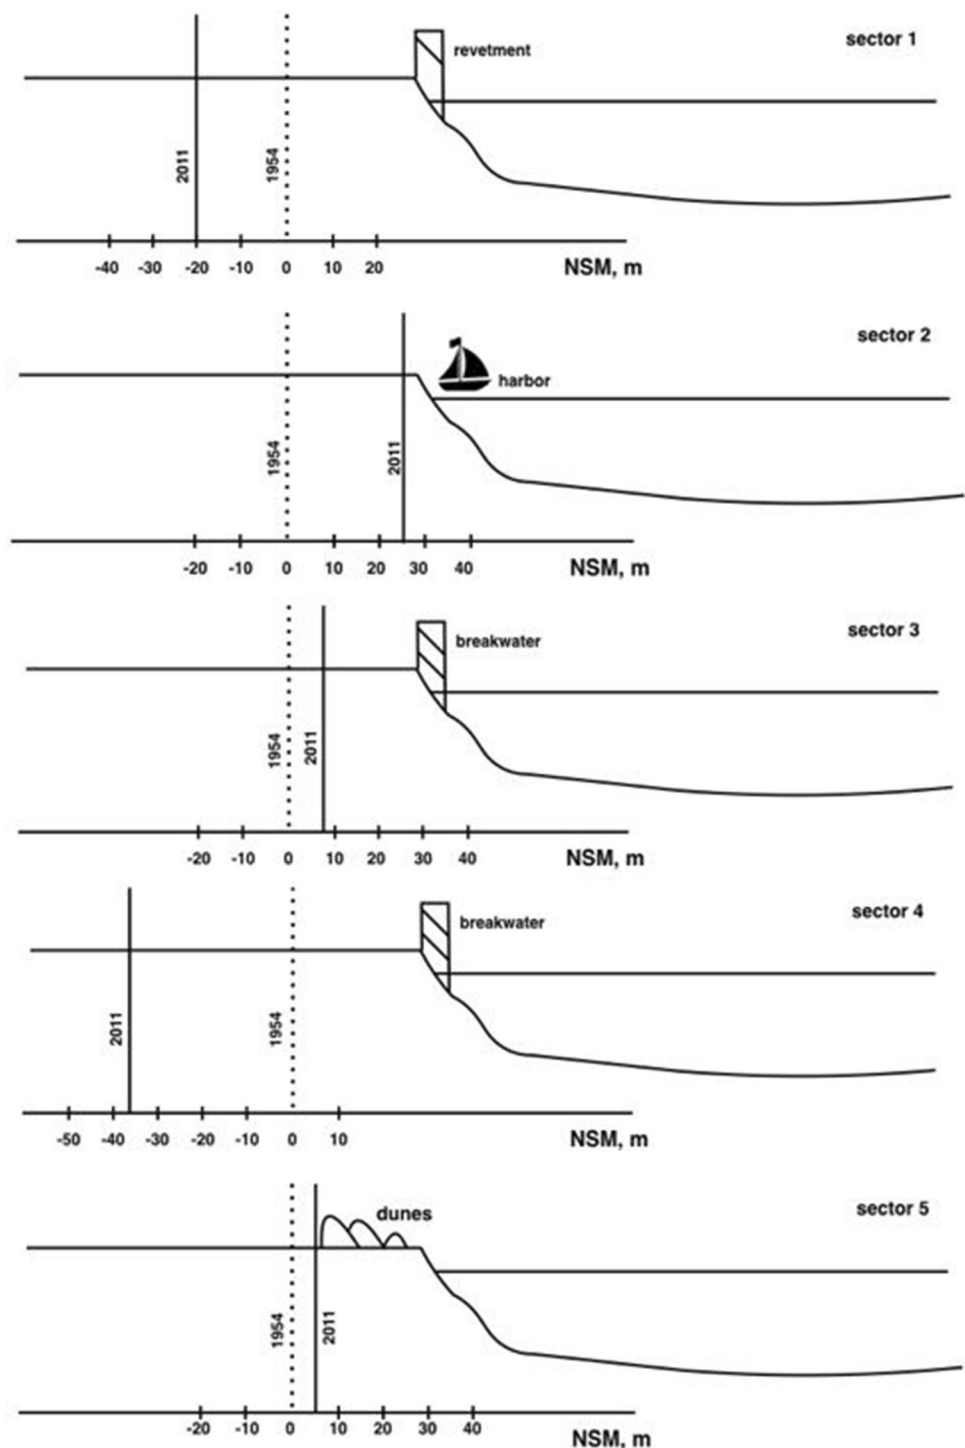 sector 1
revetment
2011
1954
-40 -30 -20 -10 0 10 20
NSM, m
sector 2
harbor
1954
2011
-20 -10 0 10 20 30 40
NSM, m
sector 3
breakwater
1954
2011
-20 -10 0 10 20 30 40
NSM, m
sector 4
breakwater
2011
1954
-50 -40 -30 -20 -10 0 10
NSM, m
sector 5
dunes
1954
2011
-20 -10 0 10 20 30 40
NSM, m